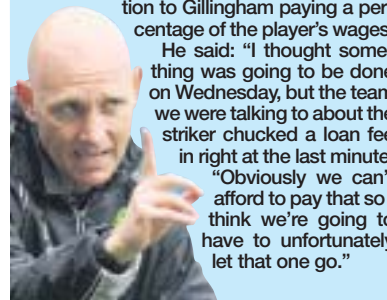 tion to Gillingham paying a per
centage of the player's wages
He said: “I thought some
thing was going to be done
on Wednesday, but the team
we were talking to about the
striker chucked a loan fee
in right at the last minute
“Obviously we can’
afford to pay that so
think we’re going to
have to unfortunately
let that one go.”